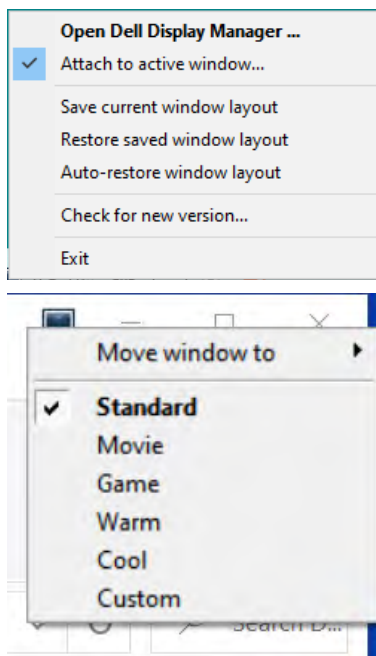 Open Dell Display Manager ...
Attach to active window...
Save current window layout
Restore saved window layout
Auto-restore window layout
Check for new version...
Exit
Move window to
Standard
Movie
Game
Warm
Cool
Custom